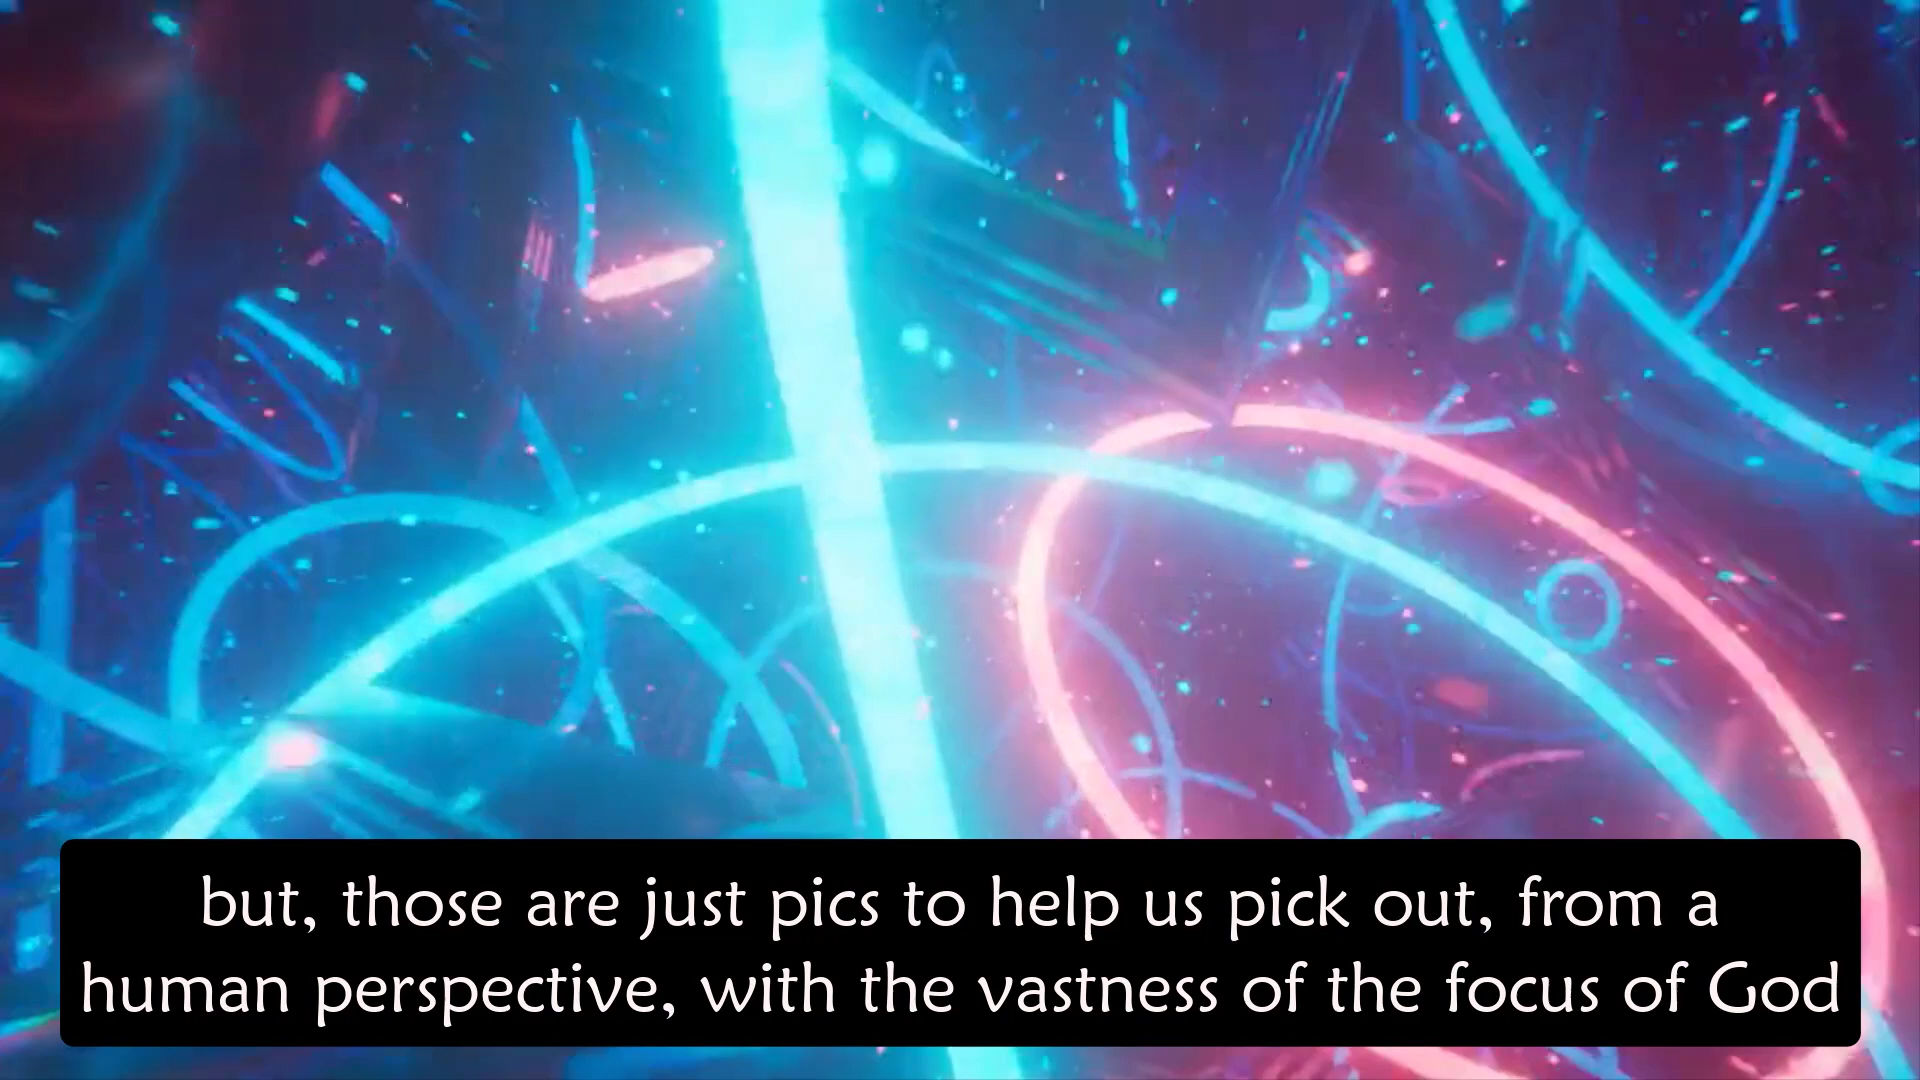 but, those are just pics to help us pick out, from a
human perspective, with the vastness of the focus of God